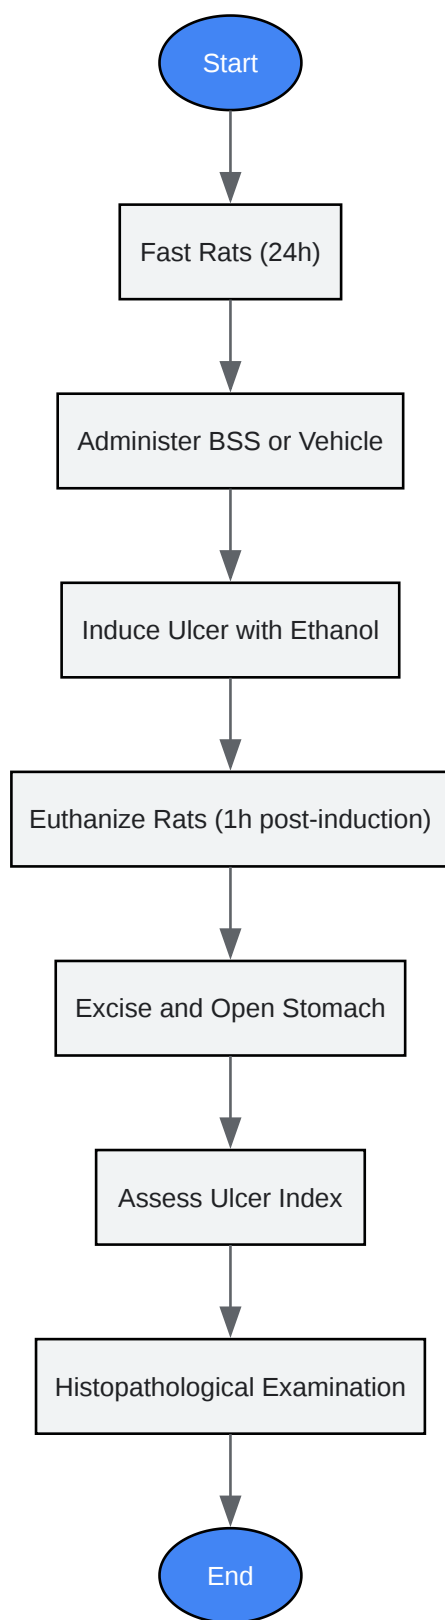 Start
Fast Rats (24h)
Administer BSS or Vehicle
Induce Ulcer with Ethanol
Euthanize Rats (1h post-induction)
Excise and Open Stomach
Assess Ulcer Index
Histopathological Examination
End